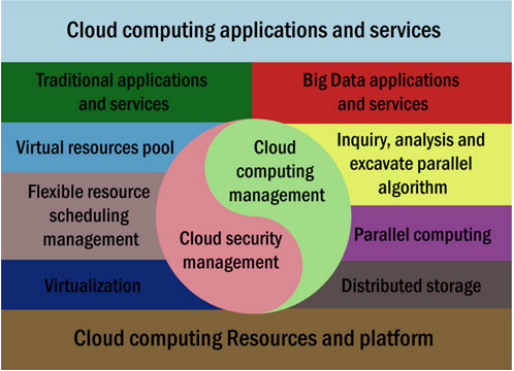 Cloud computing applications and services
Traditional applications
and services
Big Data applications
and services
Virtual resources pool
Cloud
computing
management
Inquiry, analysis and
excavate parallel
algorithm
Flexible resource
scheduling
management
Cloud security
management
Parallel computing
Virtualization
Distributed storage
Cloud computing Resources and platform